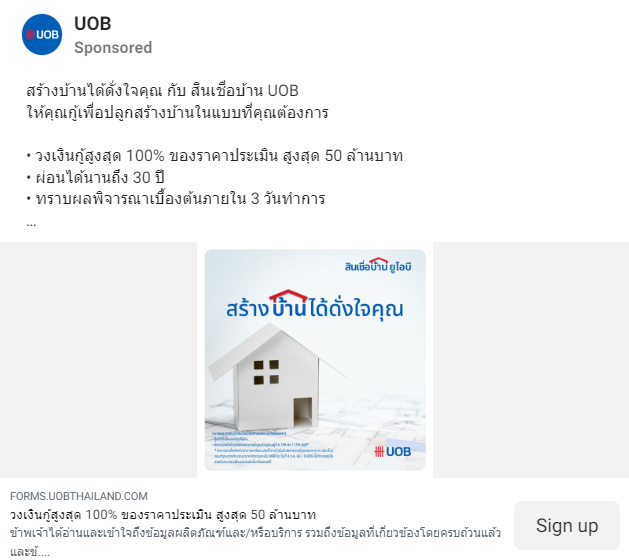 UOB
UOB
Sponsored
สร้างบ้านได้ดั่งใจคุณ กับ สินเชื่อบ้าน UOB
ให้คุณกู้เพื่อปลูกสร้างบ้านในแบบที่คุณต้องการ
• วงเงินกู้สูงสุด 100% ของราคาประเมิน สูงสุด 50 ล้านบาท
• ผ่อนได้นานถึง 30 ปี
• ทราบผลพิจารณาเบื้องต้นภายใน 3 วันทำการ
...
สินเชื่อบ้าน ยูโอบี
สร้างบ้านได้ดั่งใจคุณ
UOB
FORMS.UOBTHAILAND.COM
วงเงินกู้สูงสุด 100% ของราคาประเมิน สูงสุด 50 ล้านบาท
ข้าพเจ้าได้อ่านและเข้าใจถึงข้อมูลผลิตภัณฑ์และ/หรือบริการ รวมถึงข้อมูลที่เกี่ยวข้องโดยครบถ้วนแล้ว
และข้....
Sign up